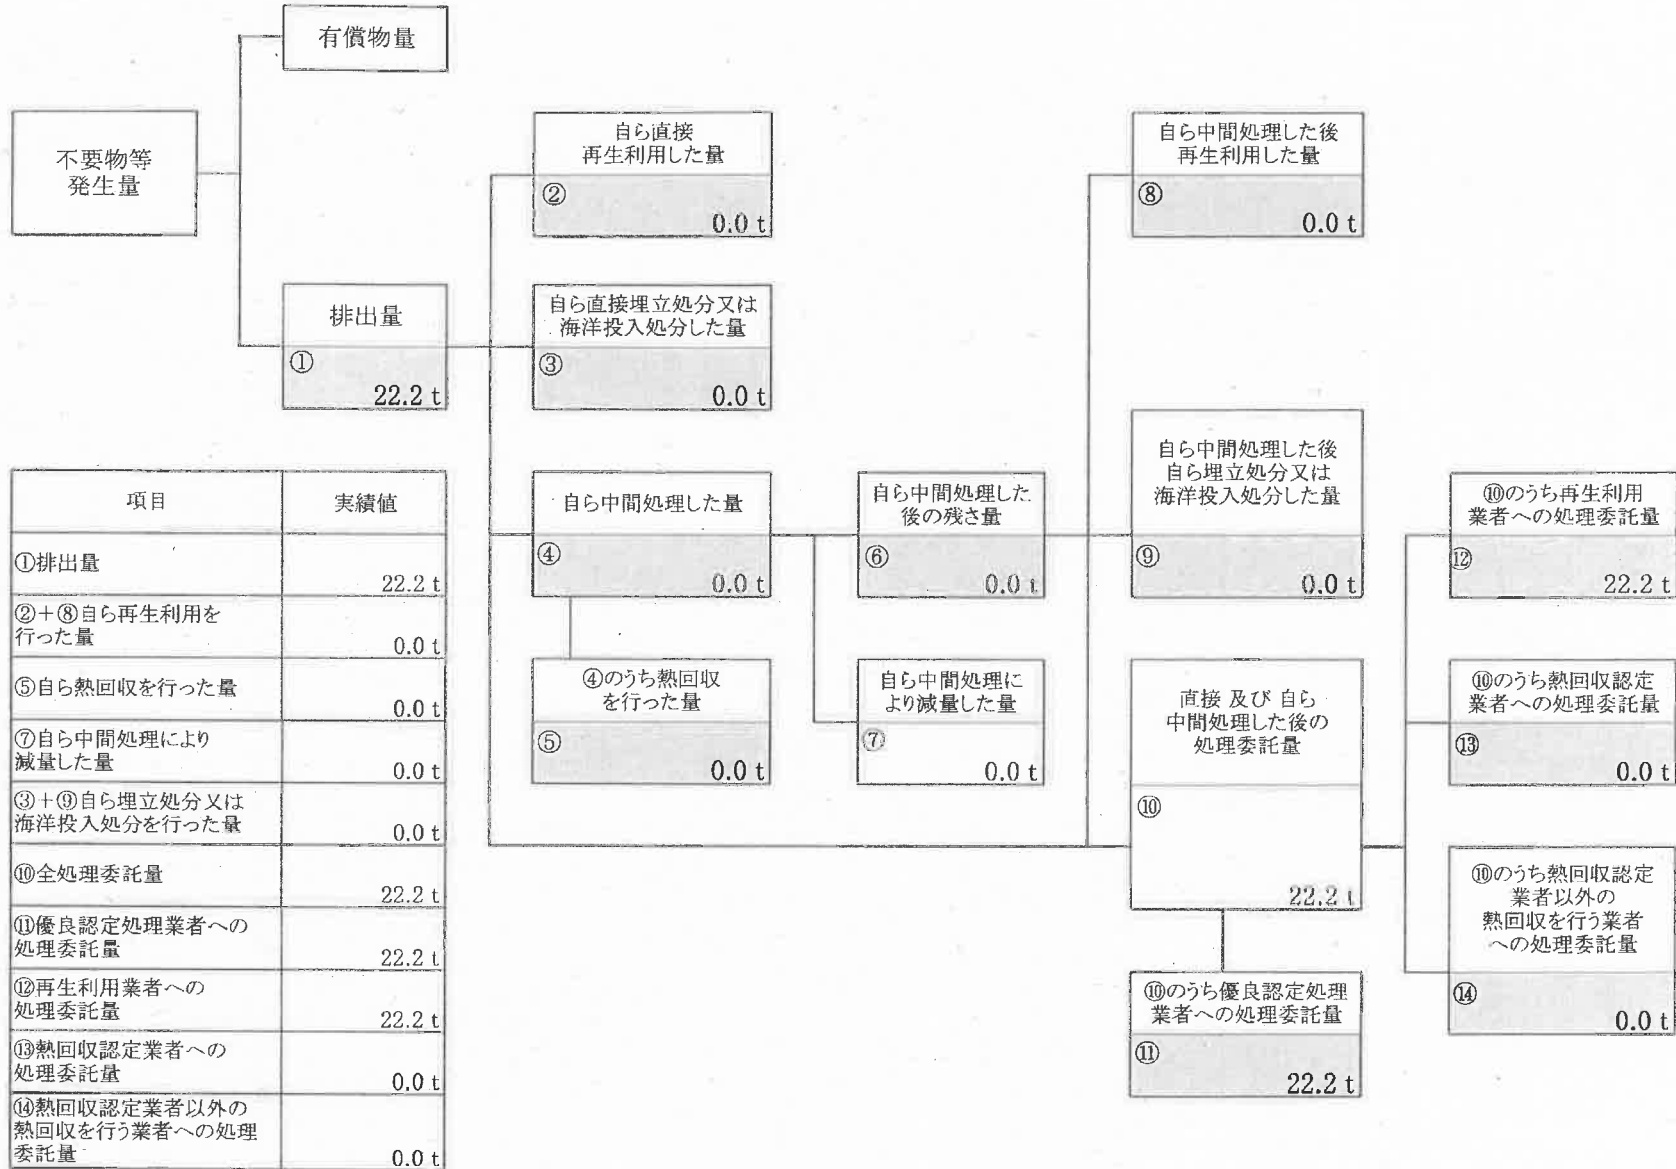 有償物量
不要物等
発生量
排出量
①
22.2 t
自ら直接
再生利用した量
②
0.0 t
自ら直接埋立処分又は
海洋投入処分した量
③
0.0 t
自ら中間処理した量
④
0.0 t
④のうち熱回収
を行った量
⑤
0.0 t
自ら中間処理した
後の残さ量
⑥
0.0 t
自ら中間処理に
より減量した量
⑦
0.0 t
自ら中間処理した後
再生利用した量
⑧
0.0 t
自ら中間処理した後
自ら埋立処分又は
海洋投入処分した量
⑨
0.0 t
直接 及び 自ら
中間処理した後の
処理委託量
⑩
22.2 t
⑩のうち優良認定処理
業者への処理委託量
⑪
22.2 t
⑩のうち再生利用
業者への処理委託量
⑫
22.2 t
⑩のうち熱回収認定
業者への処理委託量
⑬
0.0 t
⑩のうち熱回収認定
業者以外の
熱回収を行う業者
への処理委託量
⑭
0.0 t
項目 実績値
①排出量
22.2 t
②+⑧自ら再生利用を
行った量
0.0 t
⑤自ら熱回収を行った量
0.0 t
⑦自ら中間処理により
減量した量
0.0 t
③+⑨自ら埋立処分又は
海洋投入処分を行った量
0.0 t
⑩全処理委託量
22.2 t
⑪優良認定処理業者への
処理委託量
22.2 t
⑫再生利用業者への
処理委託量
22.2 t
⑬熱回収認定業者への
処理委託量
0.0 t
⑭熱回収認定業者以外の
熱回収を行う業者への処理
委託量
0.0 t